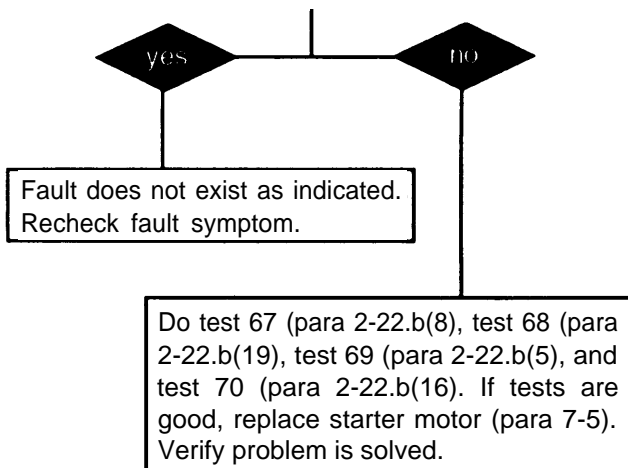 yes
no
Fault does not exist as indicated.
Recheck fault symptom.
Do test 67 (para 2-22.b(8), test 68 (para
2-22.b(19), test 69 (para 2-22.b(5), and
test 70 (para 2-22.b(16). If tests are
good, replace starter motor (para 7-5).
Verify problem is solved.